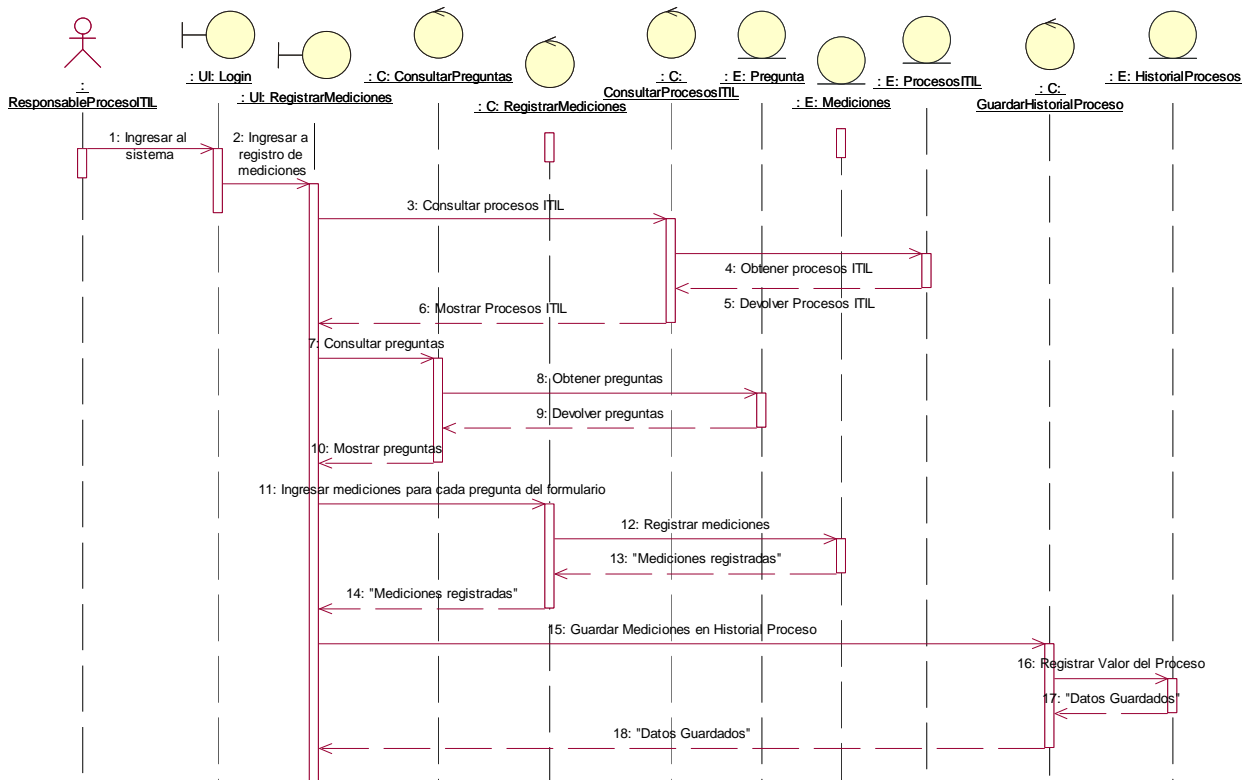 :
ResponsableProcesoITIL
: UI: Login
: UI: RegistrarMediciones
: C: ConsultarPreguntas
: C: RegistrarMediciones
: C:
ConsultarProcesosITIL
: E: Pregunta
: E: Mediciones
: E: ProcesosITIL
: C:
GuardarHistorialProceso
: E: HistorialProcesos
1: Ingresar al
sistema
2: Ingresar a
registro de
mediciones
3: Consultar procesos ITIL
4: Obtener procesos ITIL
5: Devolver Procesos ITIL
6: Mostrar Procesos ITIL
7: Consultar preguntas
8: Obtener preguntas
9: Devolver preguntas
10: Mostrar preguntas
11: Ingresar mediciones para cada pregunta del formulario
12: Registrar mediciones
13: "Mediciones registradas"
14: "Mediciones registradas"
15: Guardar Mediciones en Historial Proceso
16: Registrar Valor del Proceso
17: "Datos Guardados"
18: "Datos Guardados"